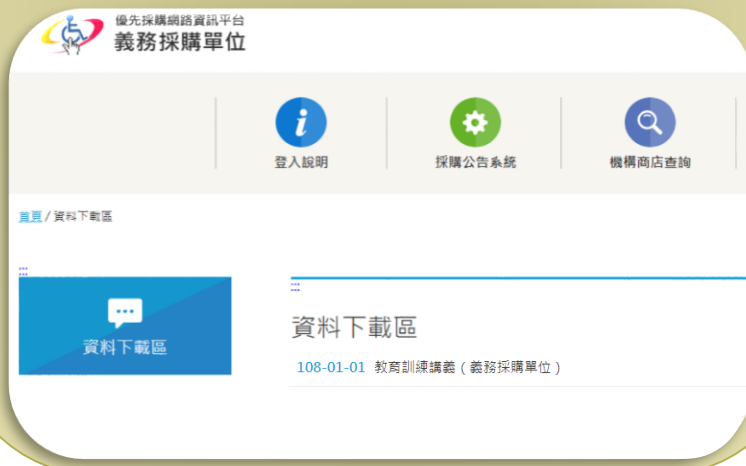 優先採購網路資訊平台
義務採購單位
登入說明
採購公告系統
機構商店查詢
首頁 / 資料下載區
:::
:::
資料下載區
資料下載區
108-01-01 教育訓練講義 ( 義務採購單位 )